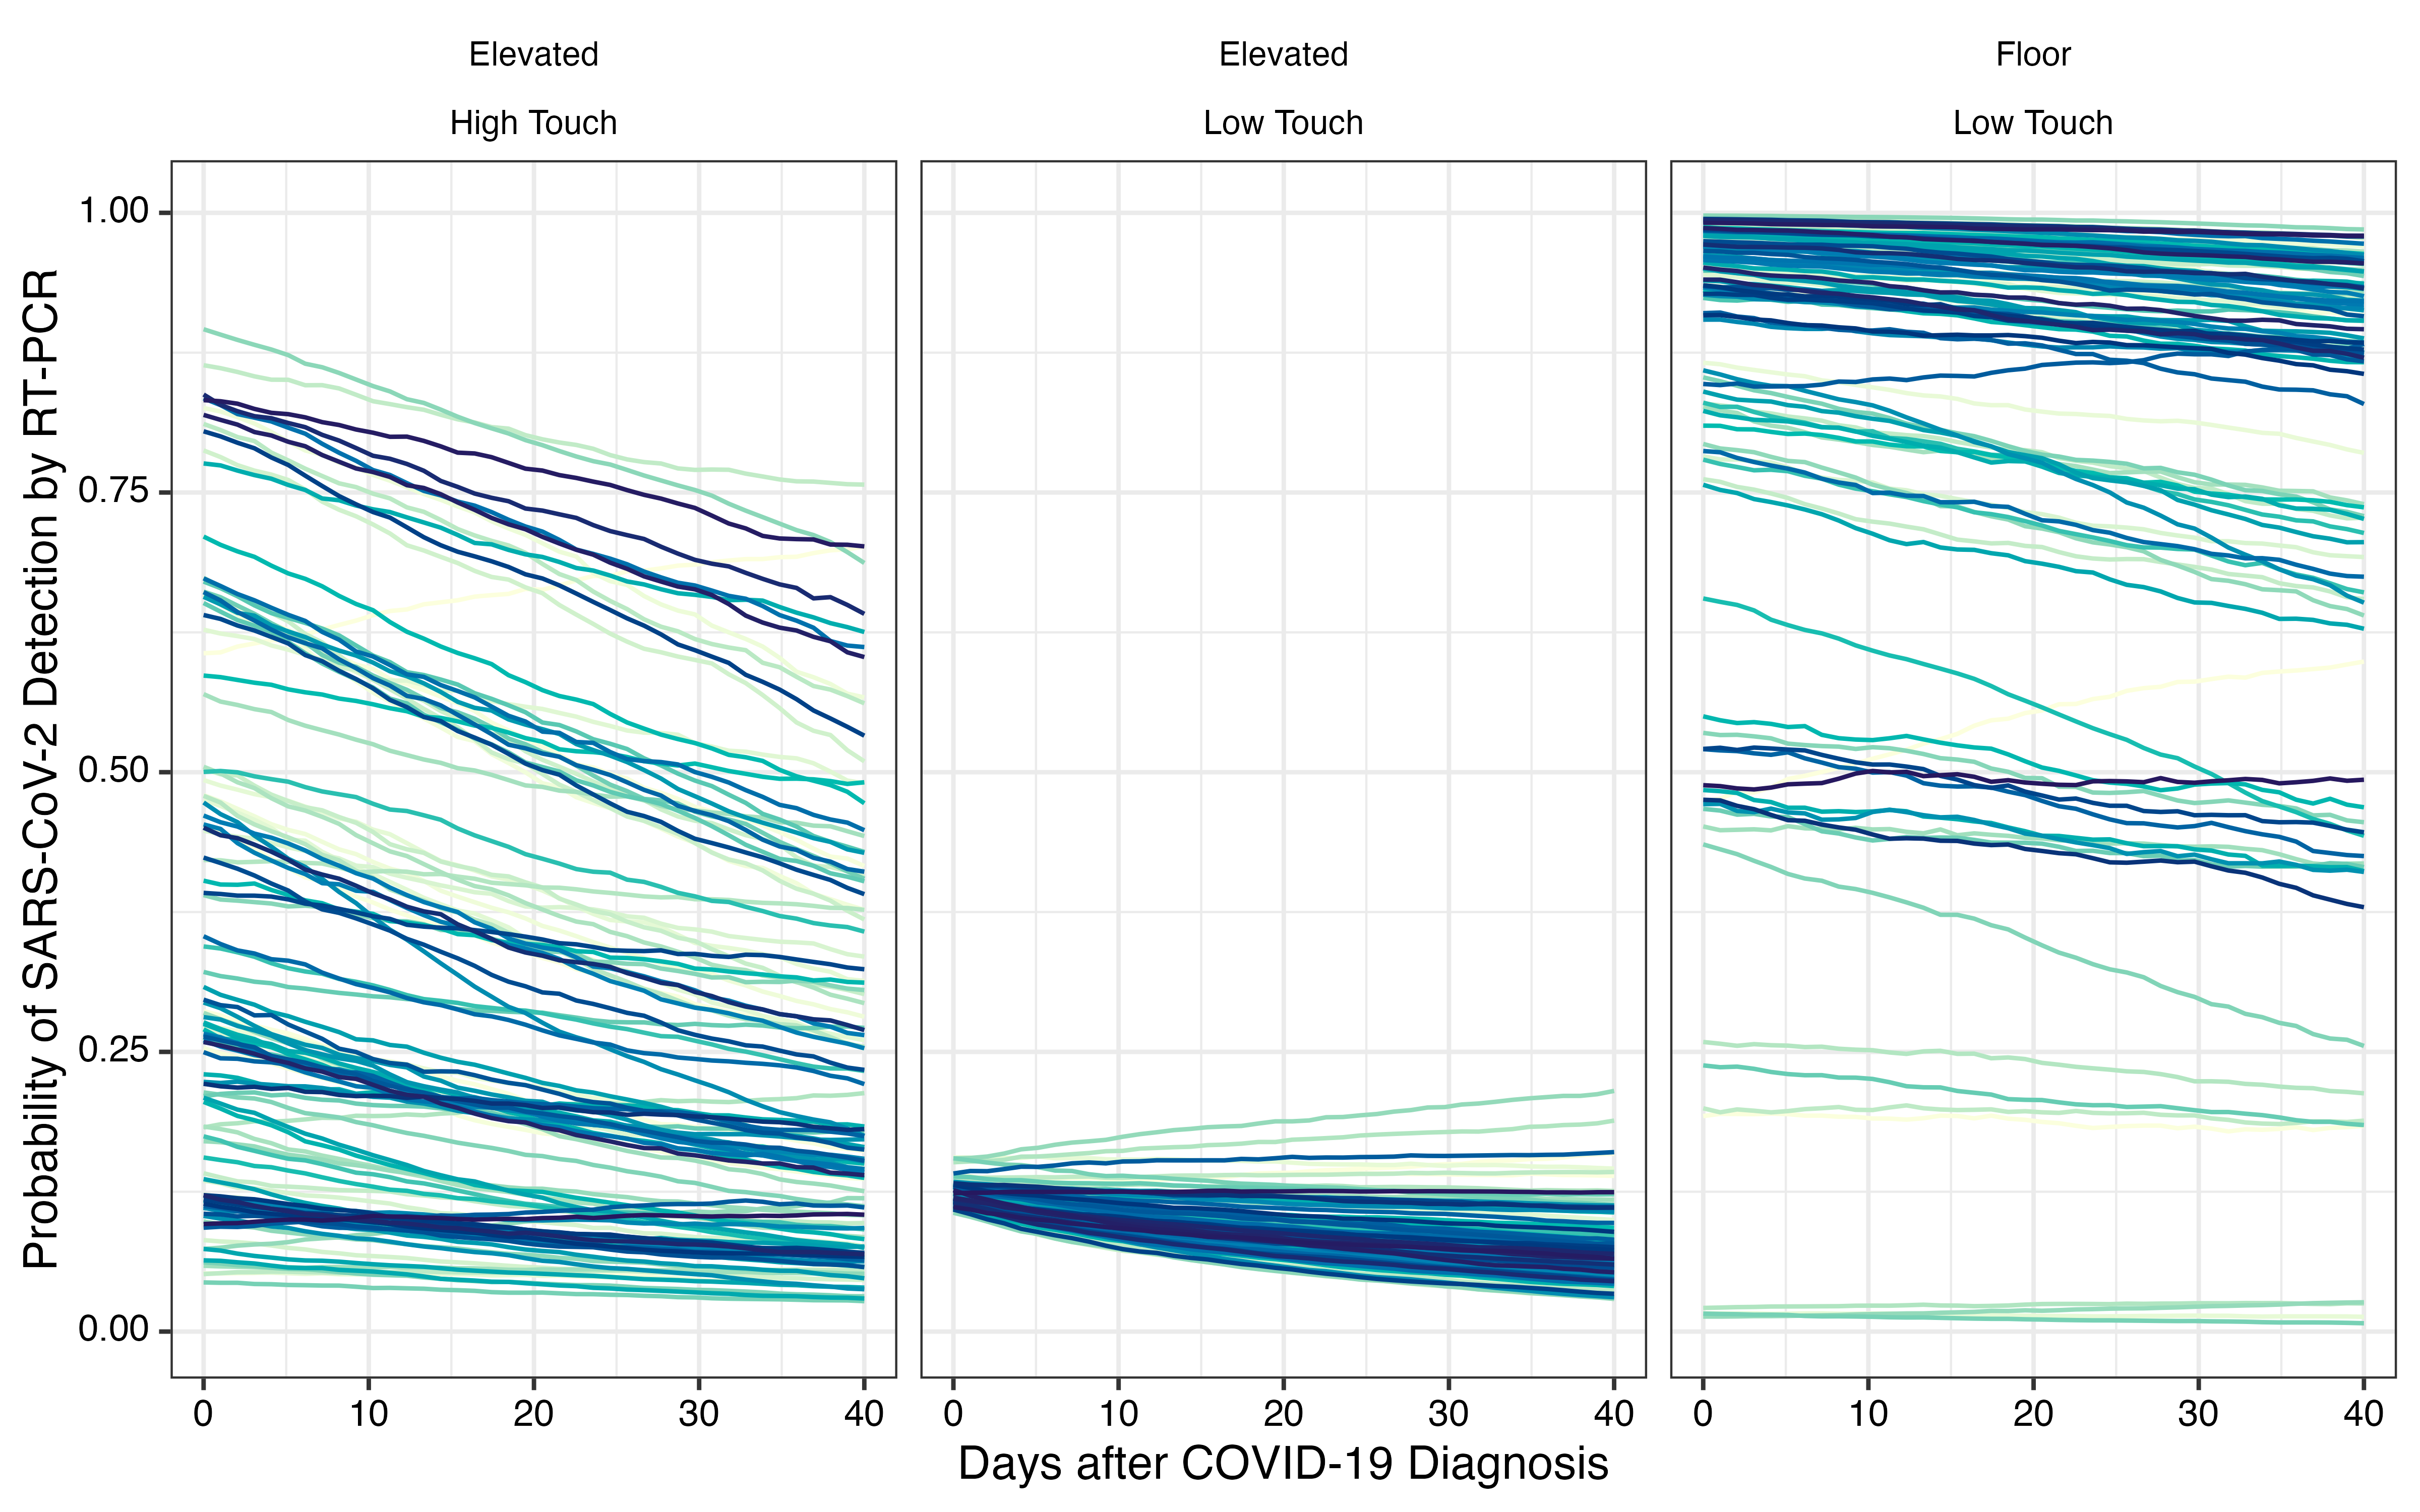 Elevated
High Touch
Elevated
Low Touch
Floor
Low Touch
Probability of SARS-CoV-2 Detection by RT-PCR
1.00
0.75
0.50
0.25
0.00
0 10 20 30 40
0 10 20 30 40
0 10 20 30 40
Days after COVID-19 Diagnosis